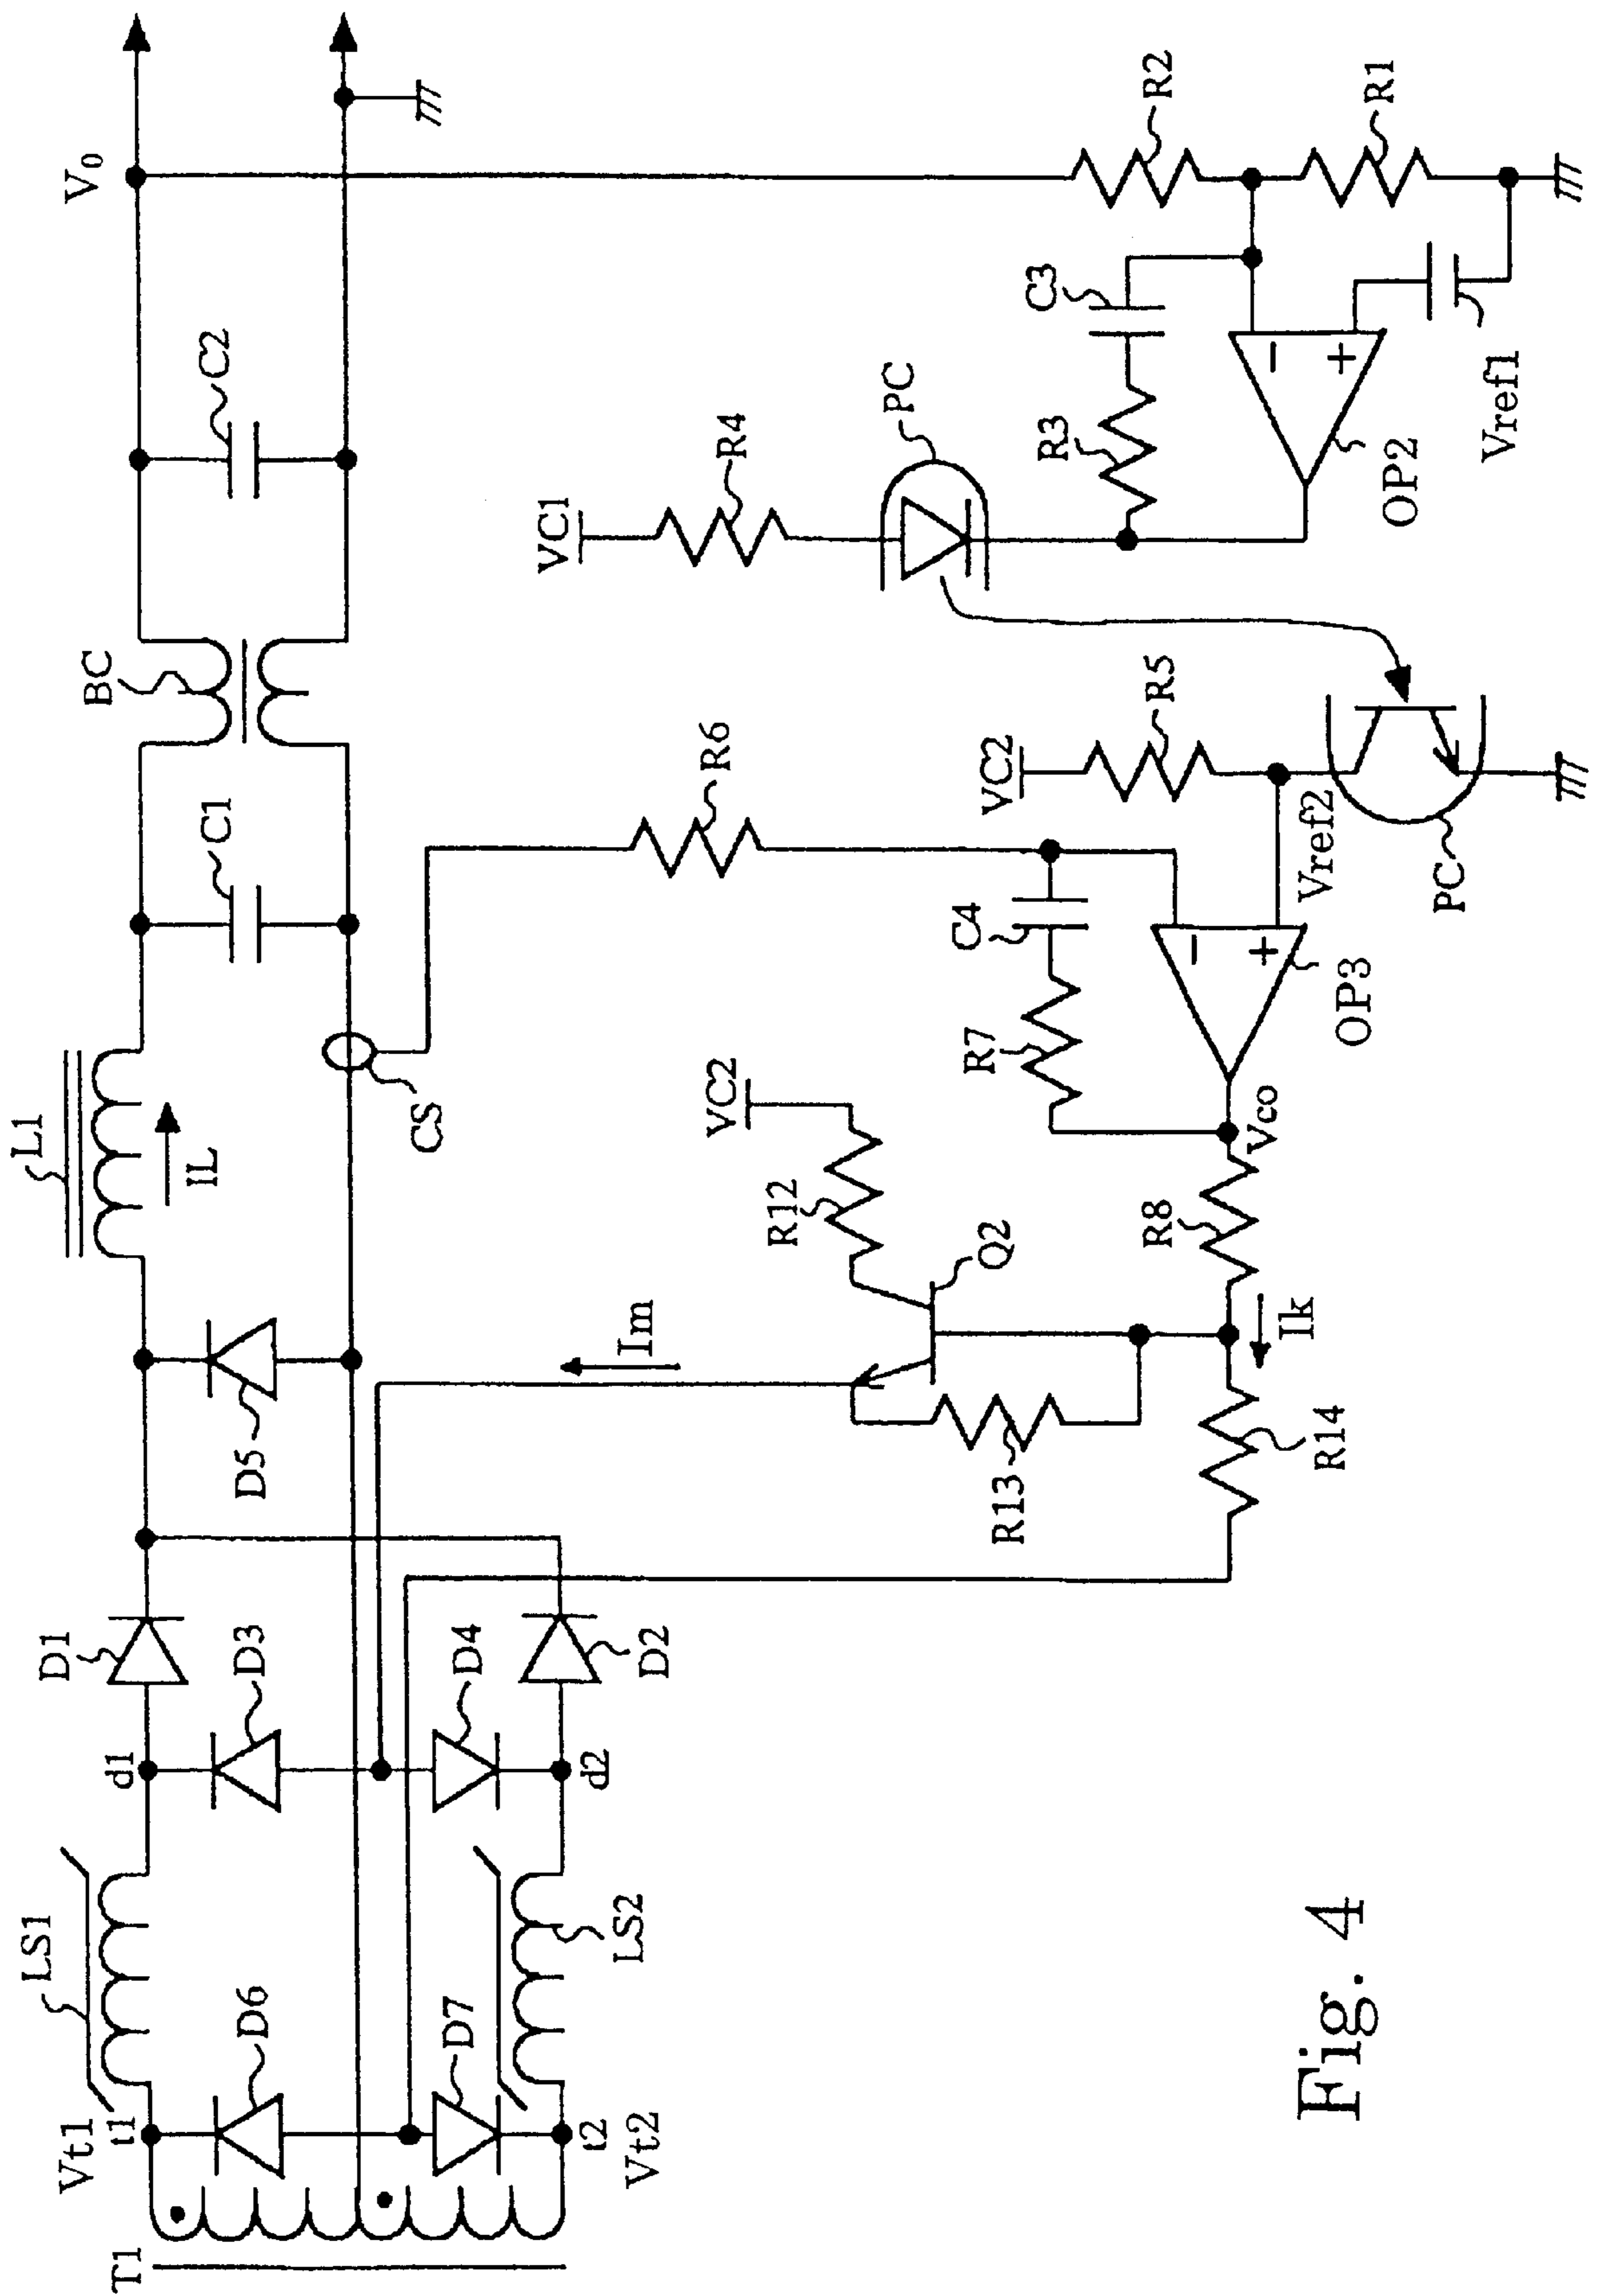 T1
Vt1
t1
LS1
d1
D1
L1
IL
BC
V0
D6
D3
D5
C1
C2
D7
D4
t2
Vt2
LS2
d2
D2
CS
Im
R6
VC1
R4
R12
VC2
PC
R13
Q2
R7
C4
VC2
R5
R3
C3
R2
R14
Ik
R8
Vco
OP3
−
+
Vref2
PC
OP2
−
+
Vref1
R1
Fig. 4